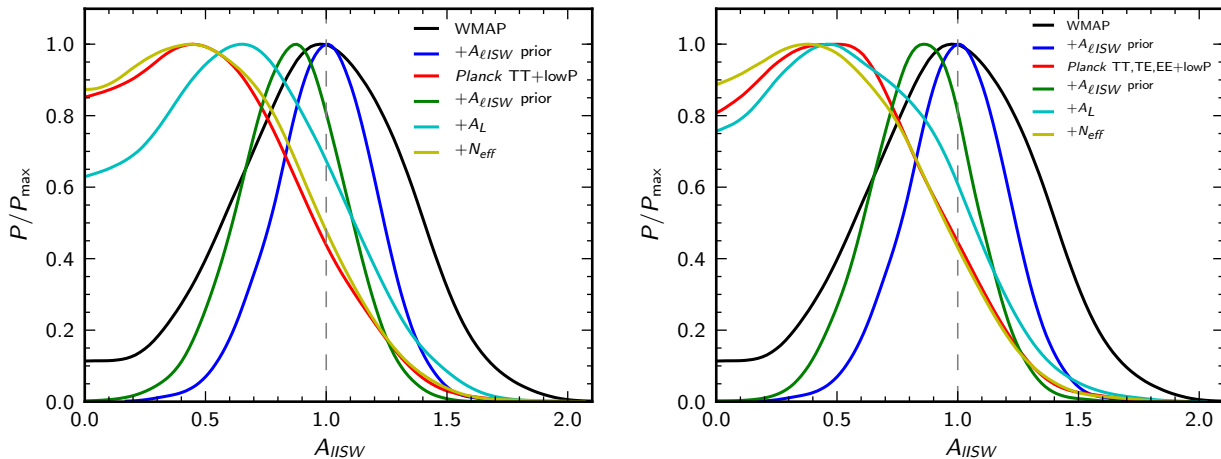 1.0
0.8
0.6
0.4
0.2
0.0
P/P_max
0.0 0.5 1.0 1.5 2.0
A_lISW
WMAP
+A_ℓISW prior
Planck TT+lowP
+A_ℓISW prior
+A_L
+N_eff
1.0
0.8
0.6
0.4
0.2
0.0
P/P_max
0.0 0.5 1.0 1.5 2.0
A_lISW
WMAP
+A_ℓISW prior
Planck TT,TE,EE+lowP
+A_ℓISW prior
+A_L
+N_eff